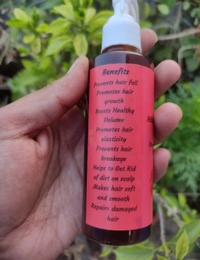 Benefits
Prevents hair Fall
Promotes hair
growth
Boosts Healthy
Volume
Promotes hair
elasticity
Prevents hair
breakage
Helps to Get Rid
of dirt on scalp
Makes hair soft
and smooth
Repairs damaged
hair